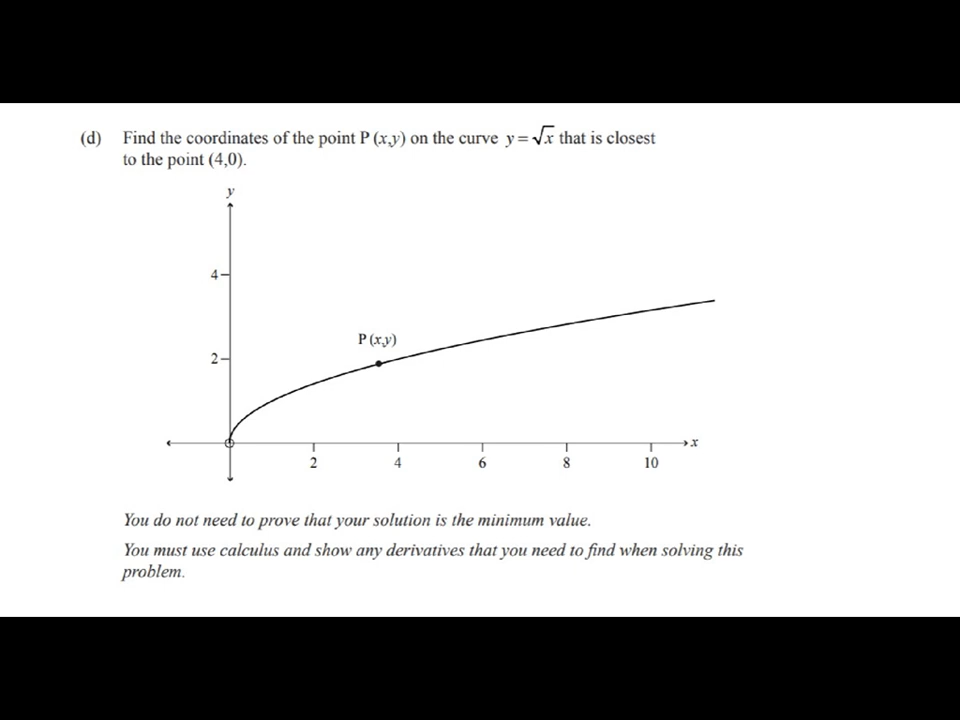 (d) Find the coordinates of the point P (x,y) on the curve y = √x that is closest
to the point (4,0).
y
4
P (x,y)
2
x
2 4 6 8 10
You do not need to prove that your solution is the minimum value.
You must use calculus and show any derivatives that you need to find when solving this
problem.